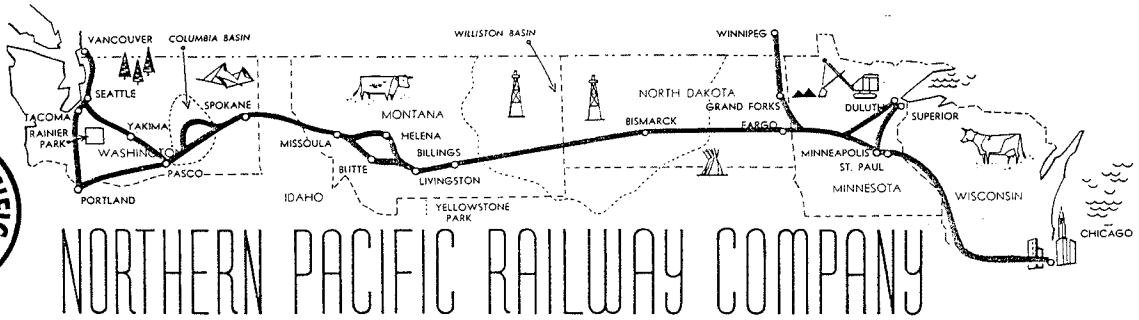 VANCOUVER
COLUMBIA BASIN
WILLISTON BASIN
WINNIPEG
SEATTLE
TACOMA
RAINIER
PARK
YAKIMA
SPOKANE
WASHINGTON
PASCO
PORTLAND
MONTANA
MISSOULA
HELENA
BUTTE
BILLINGS
LIVINGSTON
IDAHO
YELLOWSTONE
PARK
NORTH DAKOTA
BISMARCK
GRAND FORKS
FARGO
DULUTH
SUPERIOR
MINNEAPOLIS
ST. PAUL
MINNESOTA
WISCONSIN
CHICAGO
NORTHERN PACIFIC RAILWAY COMPANY